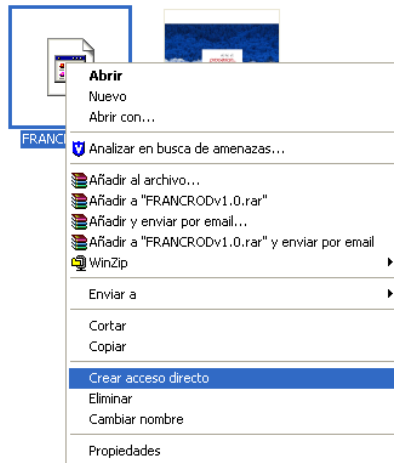 Abrir
Nuevo
Abrir con...
FRANC
Analizar en busca de amenazas...
Añadir al archivo...
Añadir a "FRANCRODv1.0.rar"
Añadir y enviar por email...
Añadir a "FRANCRODv1.0.rar" y enviar por email
WinZip
Enviar a
Cortar
Copiar
Crear acceso directo
Eliminar
Cambiar nombre
Propiedades